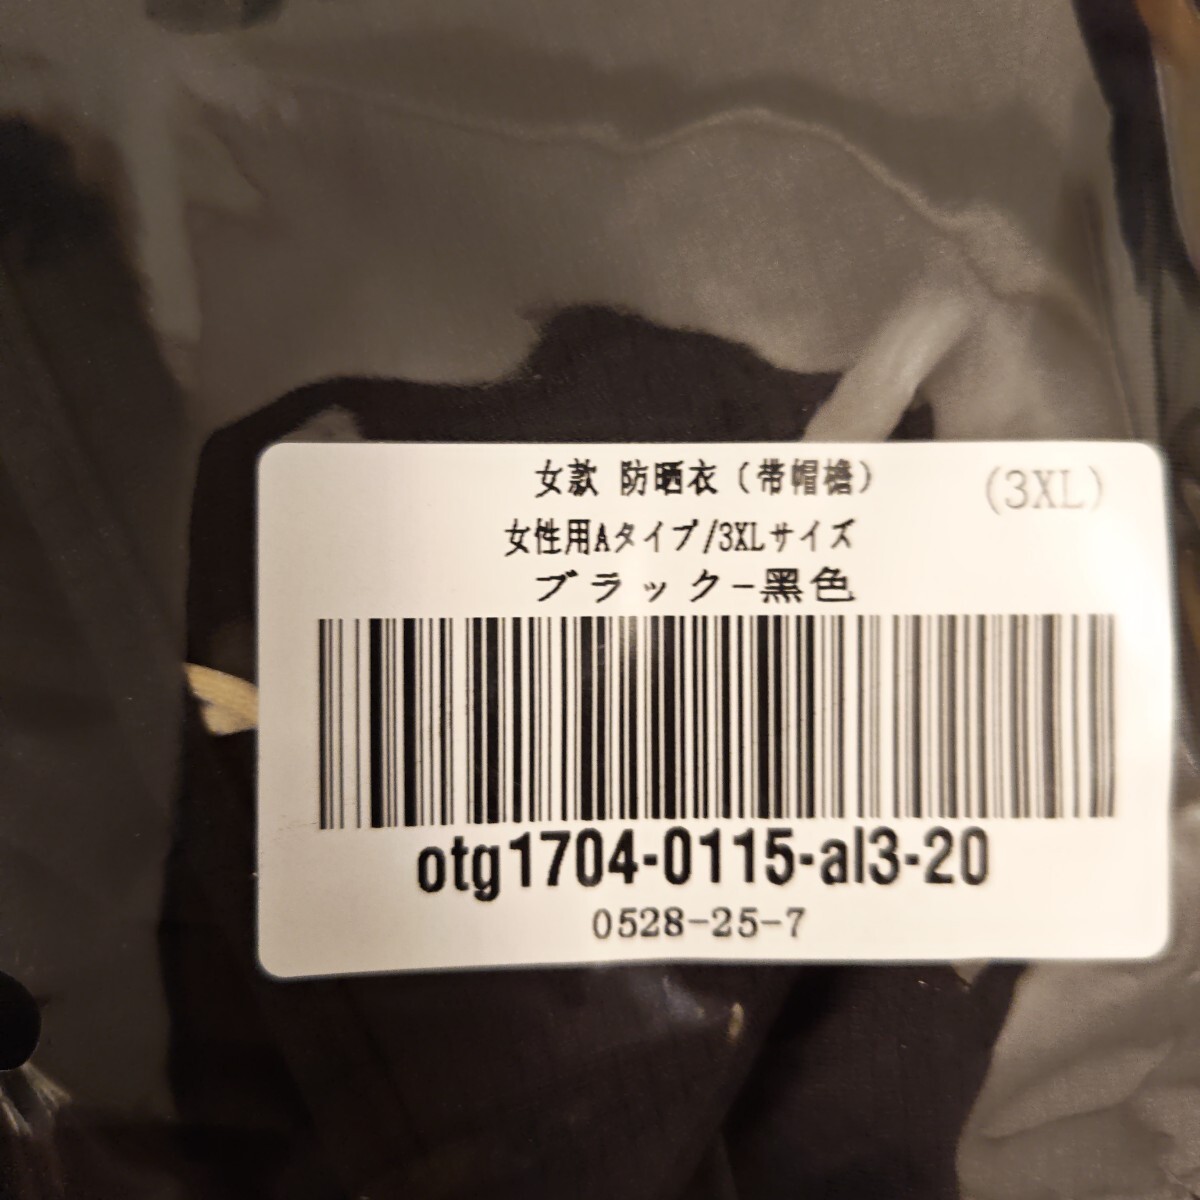 女款 防晒衣（带帽檐） (3XL)
女性用Aタイプ/3XLサイズ
ブラック-黑色
otg1704-0115-al3-20
0528-25-7